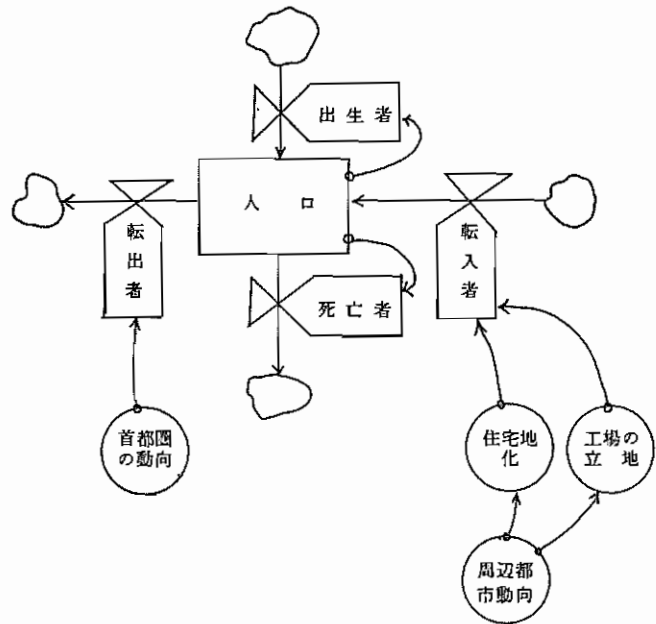 出生者
人口
転出者
転入者
死亡者
首都圏
の動向
住宅地
化
工場の
立地
周辺都
市動向